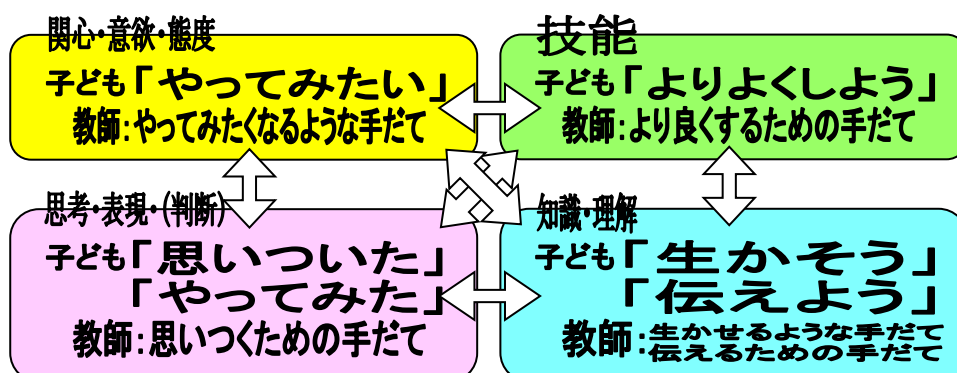 関心・意欲・態度
子ども「やってみたい」
教師：やってみたくなるような手だて
技能
子ども「よりよくしよう」
教師：より良くするための手だて
思考・表現・(判断)
子ども「思いついた」
「やってみた」
教師：思いつくための手だて
知識・理解
子ども「生かそう」
「伝えよう」
教師：生かせるような手だて
伝えるための手だて